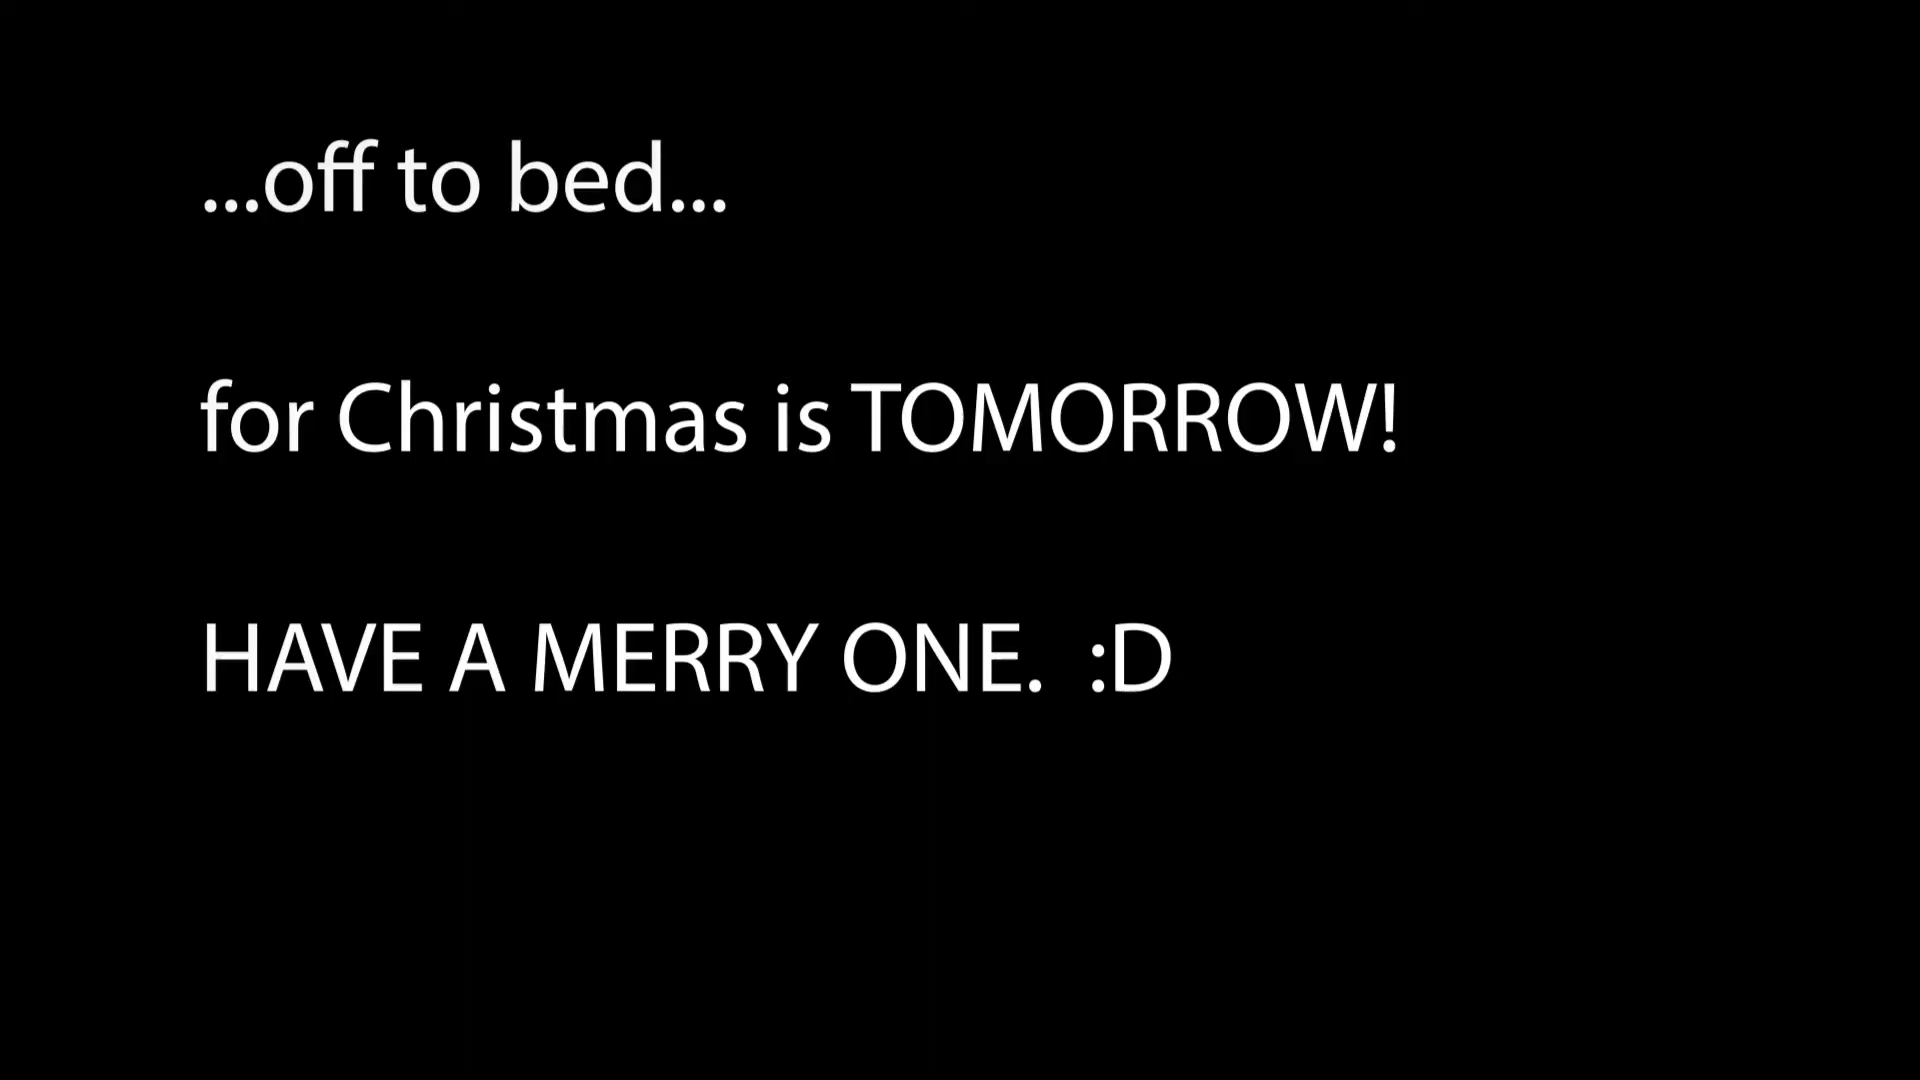 ...off to bed...
for Christmas is TOMORROW!
HAVE A MERRY ONE.  :D